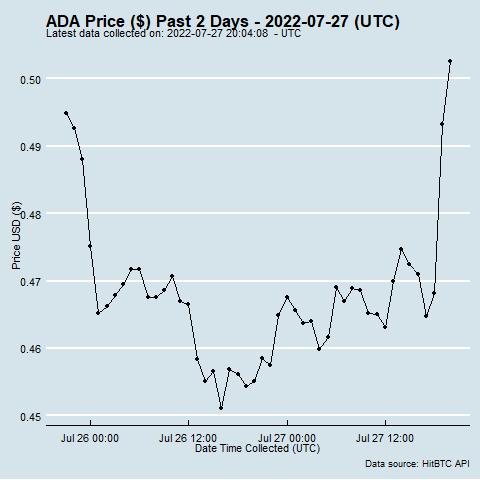 ADA Price ($) Past 2 Days - 2022-07-27 (UTC)
Latest data collected on: 2022-07-27 20:04:08 - UTC
Price USD ($)
0.50
0.49
0.48
0.47
0.46
0.45
Jul 26 00:00
Jul 26 12:00
Jul 27 00:00
Jul 27 12:00
Date Time Collected (UTC)
Data source: HitBTC API